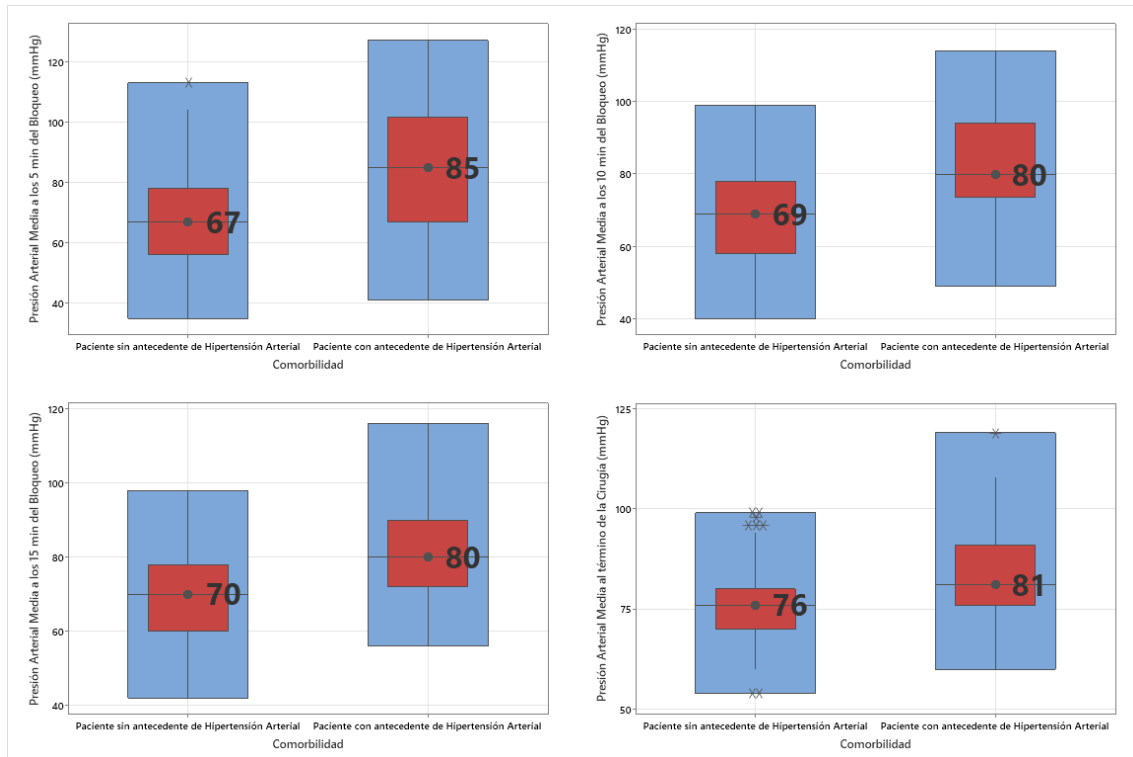 Presión Arterial Media a los 5 min del Bloqueo (mmHg)
120
100
80
60
40
67
85
Paciente sin antecedente de Hipertensión Arterial
Paciente con antecedente de Hipertensión Arterial
Comorbilidad
Presión Arterial Media a los 10 min del Bloqueo (mmHg)
120
100
80
60
40
69
80
Paciente sin antecedente de Hipertensión Arterial
Paciente con antecedente de Hipertensión Arterial
Comorbilidad
Presión Arterial Media a los 15 min del Bloqueo (mmHg)
120
100
80
60
40
70
80
Paciente sin antecedente de Hipertensión Arterial
Paciente con antecedente de Hipertensión Arterial
Comorbilidad
Presión Arterial Media al término de la Cirugía (mmHg)
125
100
75
50
76
81
Paciente sin antecedente de Hipertensión Arterial
Paciente con antecedente de Hipertensión Arterial
Comorbilidad